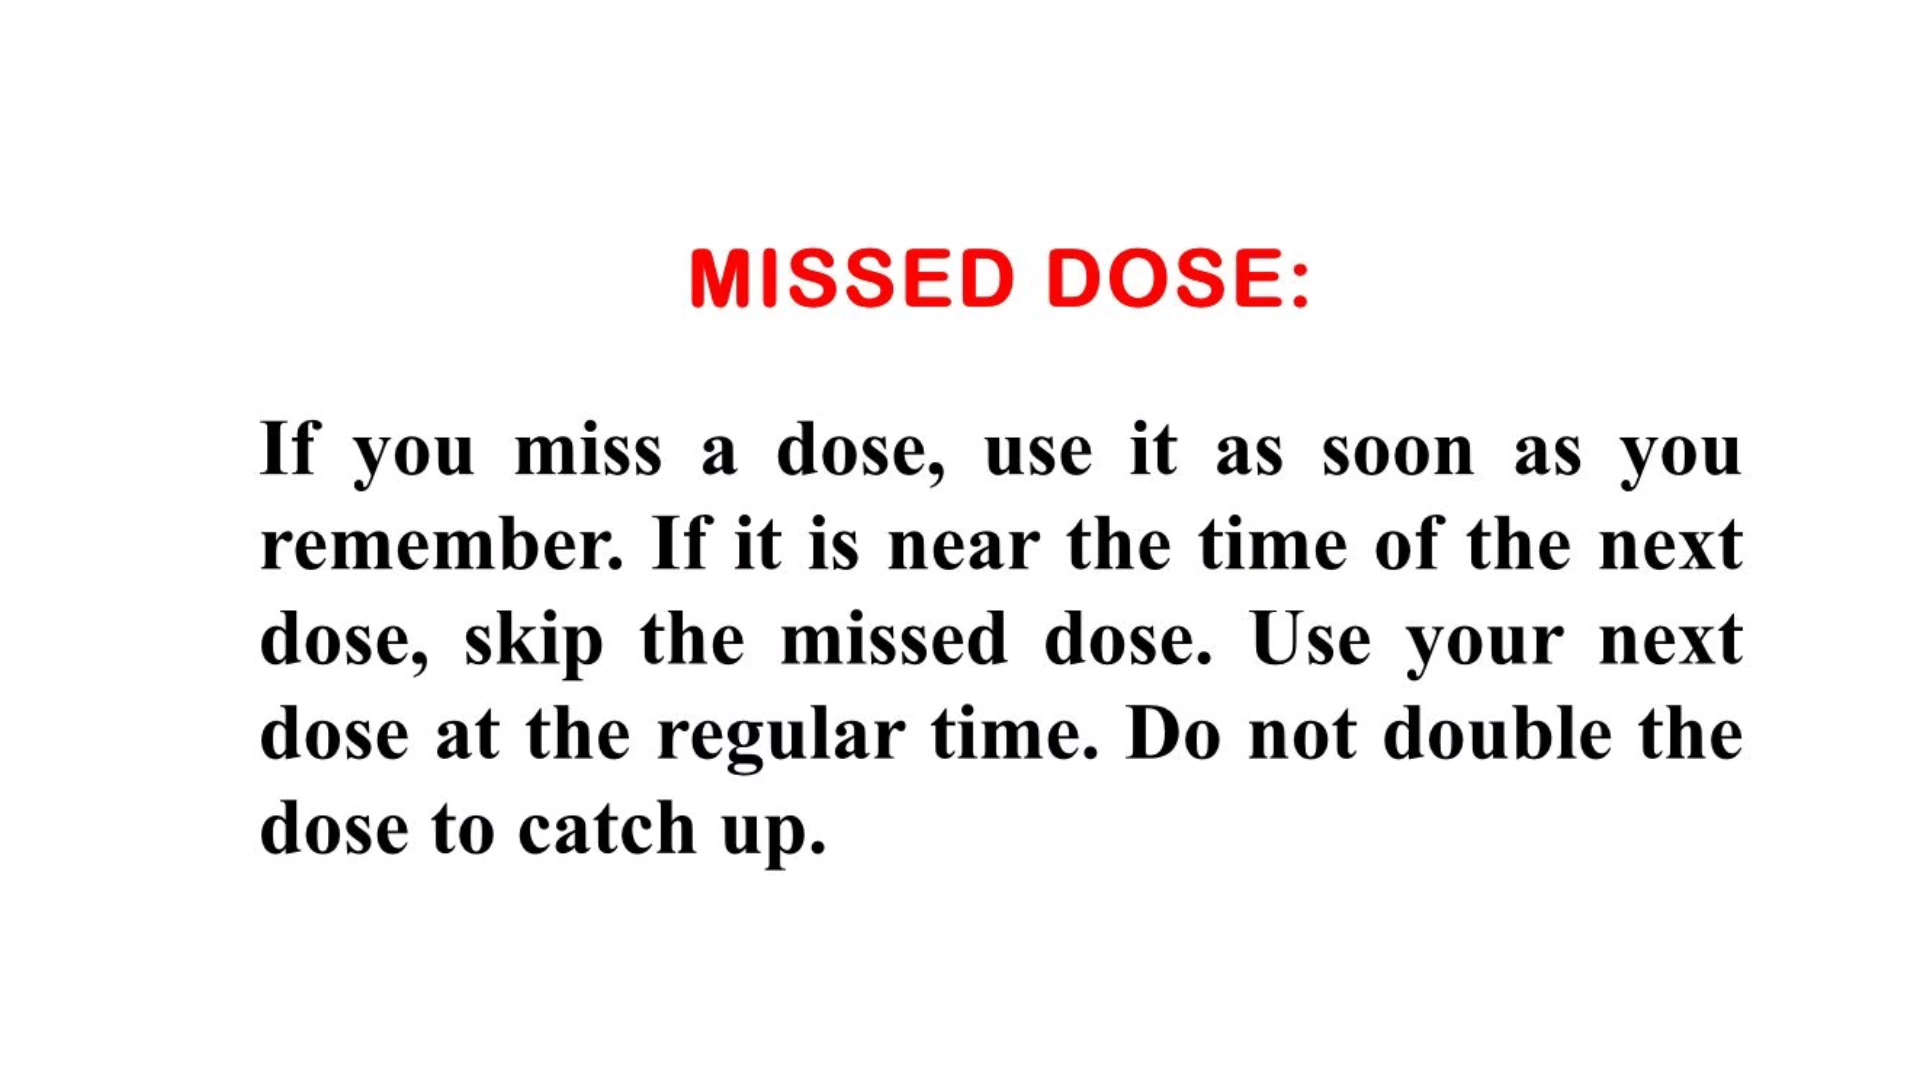 MISSED DOSE:
If you miss a dose, use it as soon as you
remember. If it is near the time of the next
dose, skip the missed dose. Use your next
dose at the regular time. Do not double the
dose to catch up.